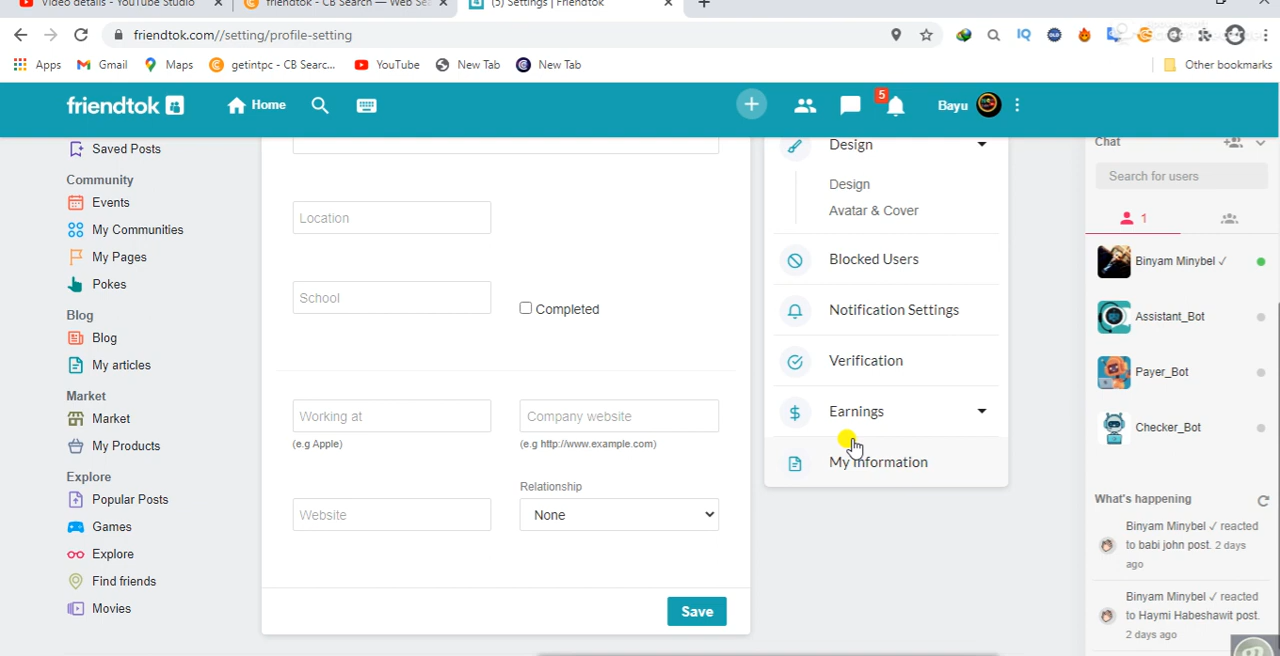 Video details - YouTube Studio
friendtok - CB Search — Web Sea
(5) Settings | Friendtok
friendtok.com//setting/profile-setting
IQ
Apps
Gmail
Maps
getintpc - CB Searc...
YouTube
New Tab
New Tab
Other bookmarks
friendtok
Home
5
Bayu
Saved Posts
Community
Events
My Communities
My Pages
Pokes
Blog
Blog
My articles
Market
Market
My Products
Explore
Popular Posts
Games
Explore
Find friends
Movies
Location
School
Completed
Working at
Company website
(e.g Apple)
(e.g http://www.example.com)
Relationship
Website
None
Save
Design
Design
Avatar & Cover
Blocked Users
Notification Settings
Verification
Earnings
My Information
Chat
Search for users
1
Binyam Minybel ✓
Assistant_Bot
Payer_Bot
Checker_Bot
What's happening
Binyam Minybel ✓ reacted
to babi john post. 2 days
ago
Binyam Minybel ✓ reacted
to Haymi Habeshawit post.
2 days ago